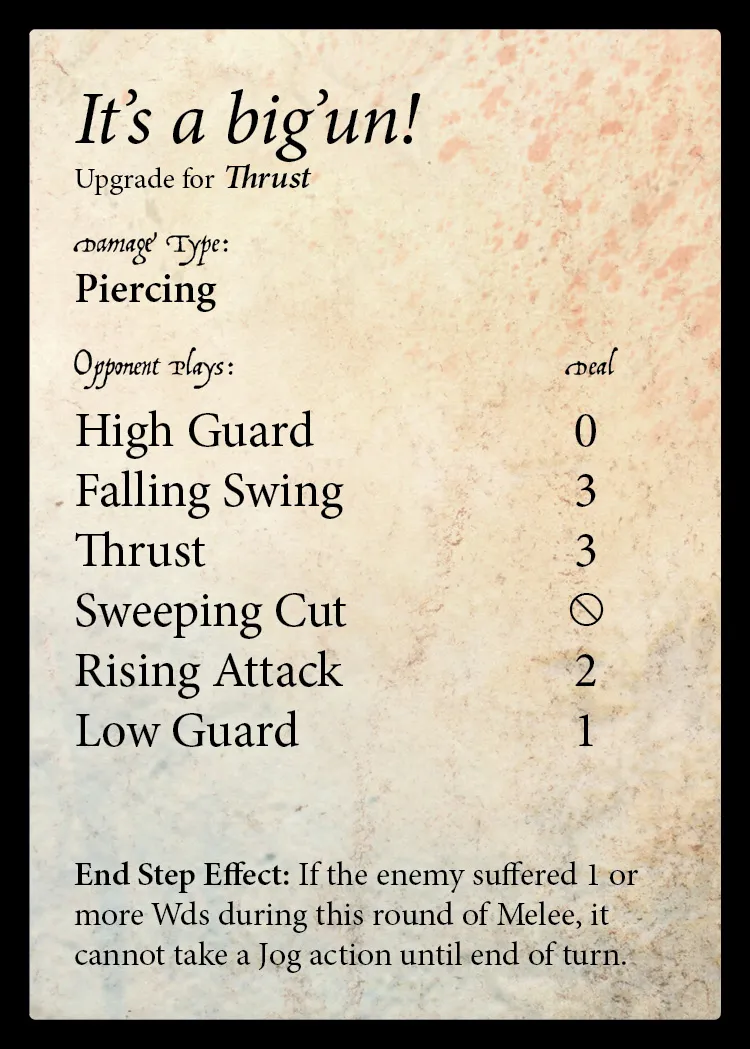 It's a big'un!
Upgrade for Thrust
Damage Type:
Piercing
Opponent Plays: Deal
High Guard 0
Falling Swing 3
Thrust 3
Sweeping Cut 🛇
Rising Attack 2
Low Guard 1
End Step Effect: If the enemy suffered 1 or
more Wds during this round of Melee, it
cannot take a Jog action until end of turn.